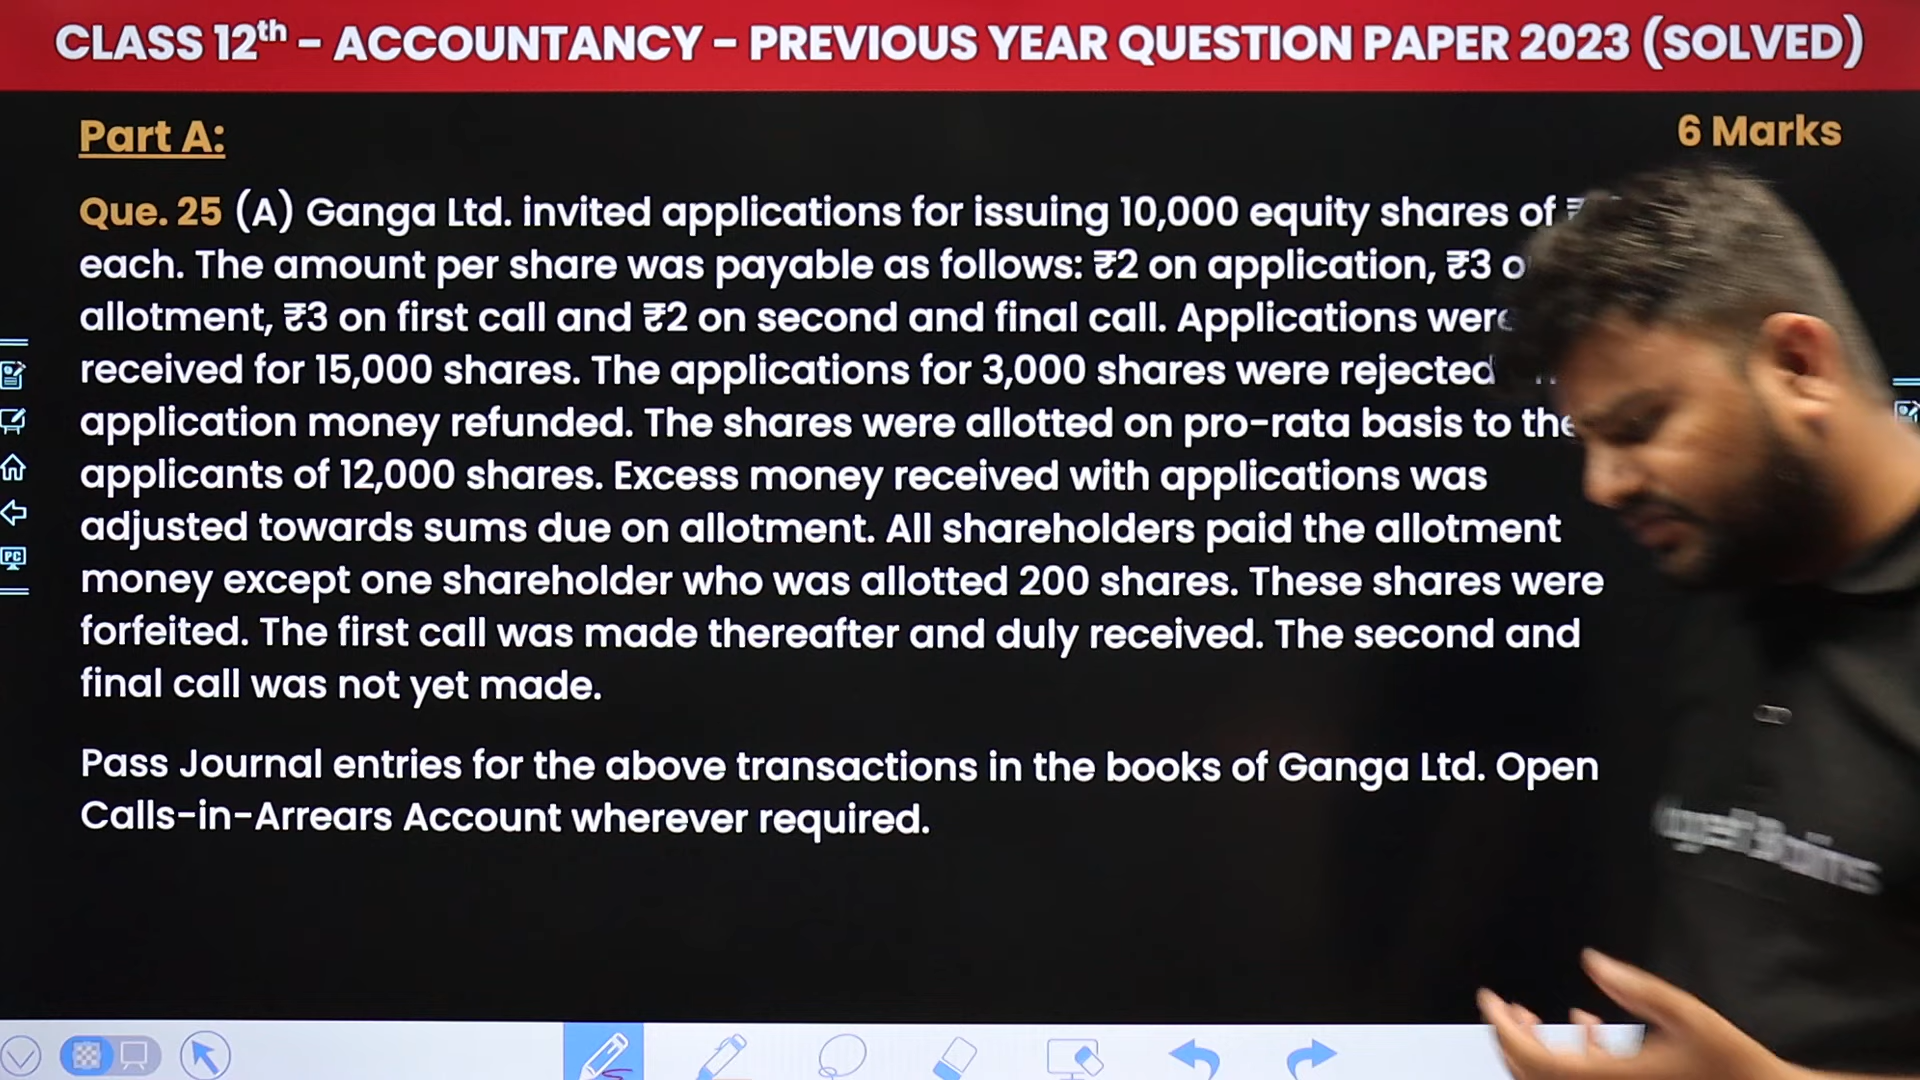 CLASS 12th - ACCOUNTANCY - PREVIOUS YEAR QUESTION PAPER 2023 (SOLVED)
Part A:
6 Marks
Que. 25 (A) Ganga Ltd. invited applications for issuing 10,000 equity shares of
each. The amount per share was payable as follows: ₹2 on application, ₹3
allotment, ₹3 on first call and ₹2 on second and final call. Applications were
received for 15,000 shares. The applications for 3,000 shares were rejected
application money refunded. The shares were allotted on pro-rata basis to the
applicants of 12,000 shares. Excess money received with applications was
adjusted towards sums due on allotment. All shareholders paid the allotment
money except one shareholder who was allotted 200 shares. These shares were
forfeited. The first call was made thereafter and duly received. The second and
final call was not yet made.
Pass Journal entries for the above transactions in the books of Ganga Ltd. Open
Calls-in-Arrears Account wherever required.
PC